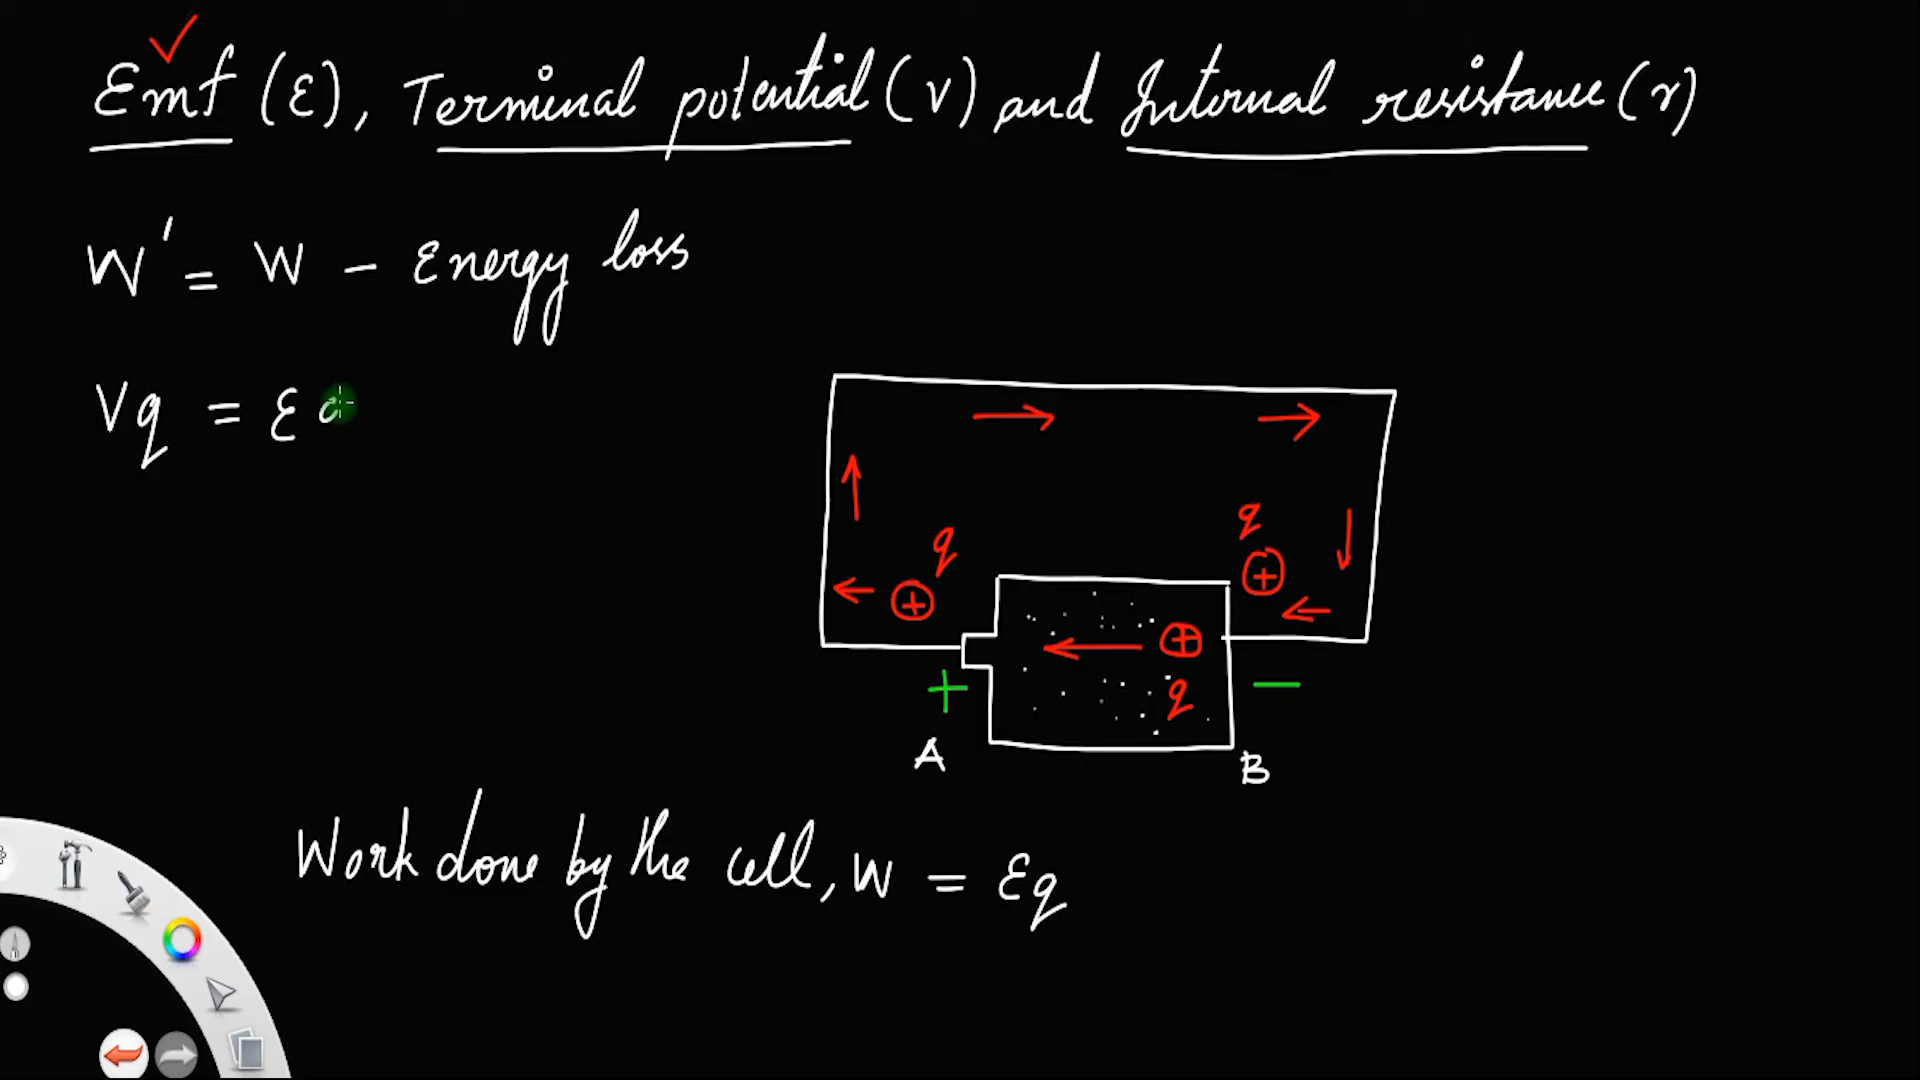 Emf (ε), Terminal potential (v) and Internal resistance (r)
W' = W - Energy loss
Vq = ε
q
q
+
+
+
q
+
−
A
B
Work done by the cell, W = εq